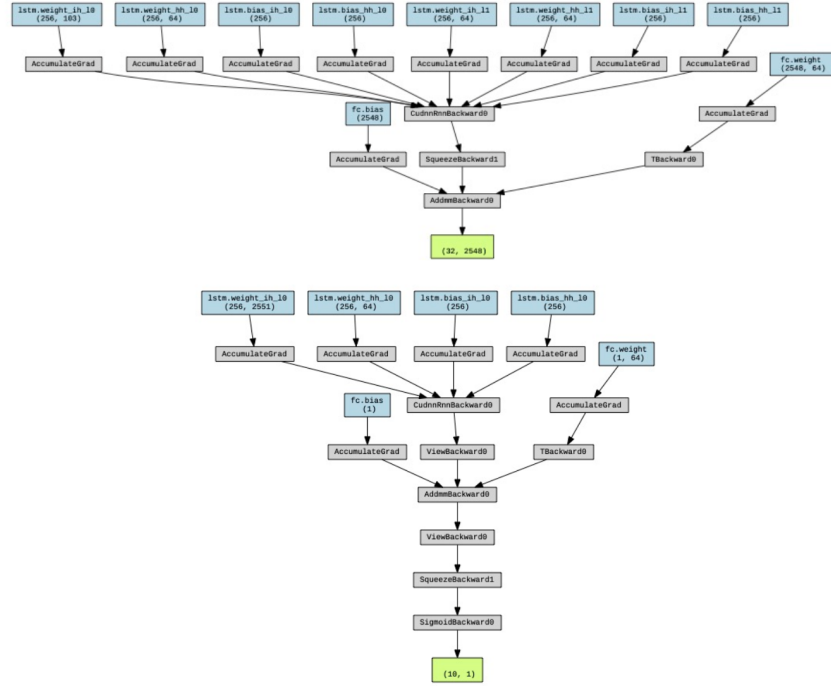 lstm.weight_ih_l0
(256, 103)
lstm.weight_hh_l0
(256, 64)
lstm.bias_ih_l0
(256)
lstm.bias_hh_l0
(256)
lstm.weight_ih_l1
(256, 64)
lstm.weight_hh_l1
(256, 64)
lstm.bias_ih_l1
(256)
lstm.bias_hh_l1
(256)
AccumulateGrad
AccumulateGrad
AccumulateGrad
AccumulateGrad
AccumulateGrad
AccumulateGrad
AccumulateGrad
AccumulateGrad
fc.weight
(2548, 64)
fc.bias
(2548)
CudnnRnnBackward0
AccumulateGrad
AccumulateGrad
SqueezeBackward1
TBackward0
AddmmBackward0
(32, 2548)
lstm.weight_ih_l0
(256, 2551)
lstm.weight_hh_l0
(256, 64)
lstm.bias_ih_l0
(256)
lstm.bias_hh_l0
(256)
AccumulateGrad
AccumulateGrad
AccumulateGrad
AccumulateGrad
fc.weight
(1, 64)
fc.bias
(1)
CudnnRnnBackward0
AccumulateGrad
AccumulateGrad
ViewBackward0
TBackward0
AddmmBackward0
ViewBackward0
SqueezeBackward1
SigmoidBackward0
(10, 1)